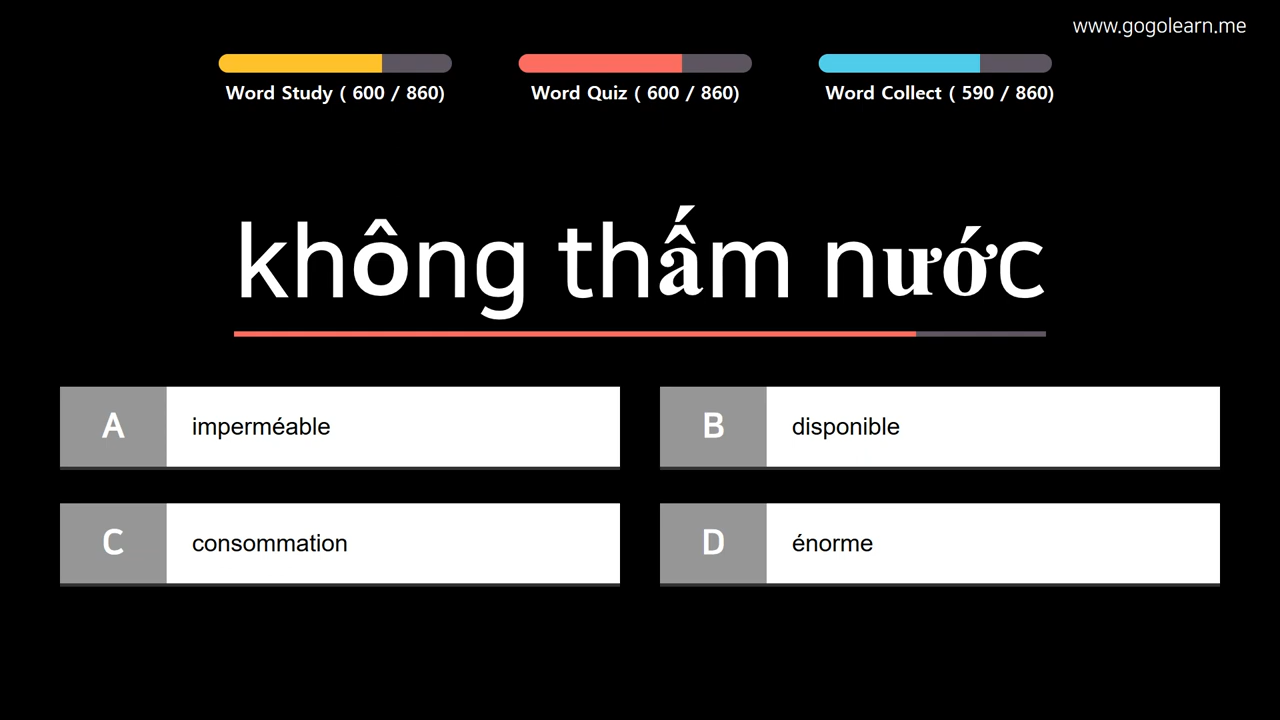 www.gogolearn.me
Word Study ( 600 / 860)
Word Quiz ( 600 / 860)
Word Collect ( 590 / 860)
không thấm nước
A imperméable
B disponible
C consommation
D énorme